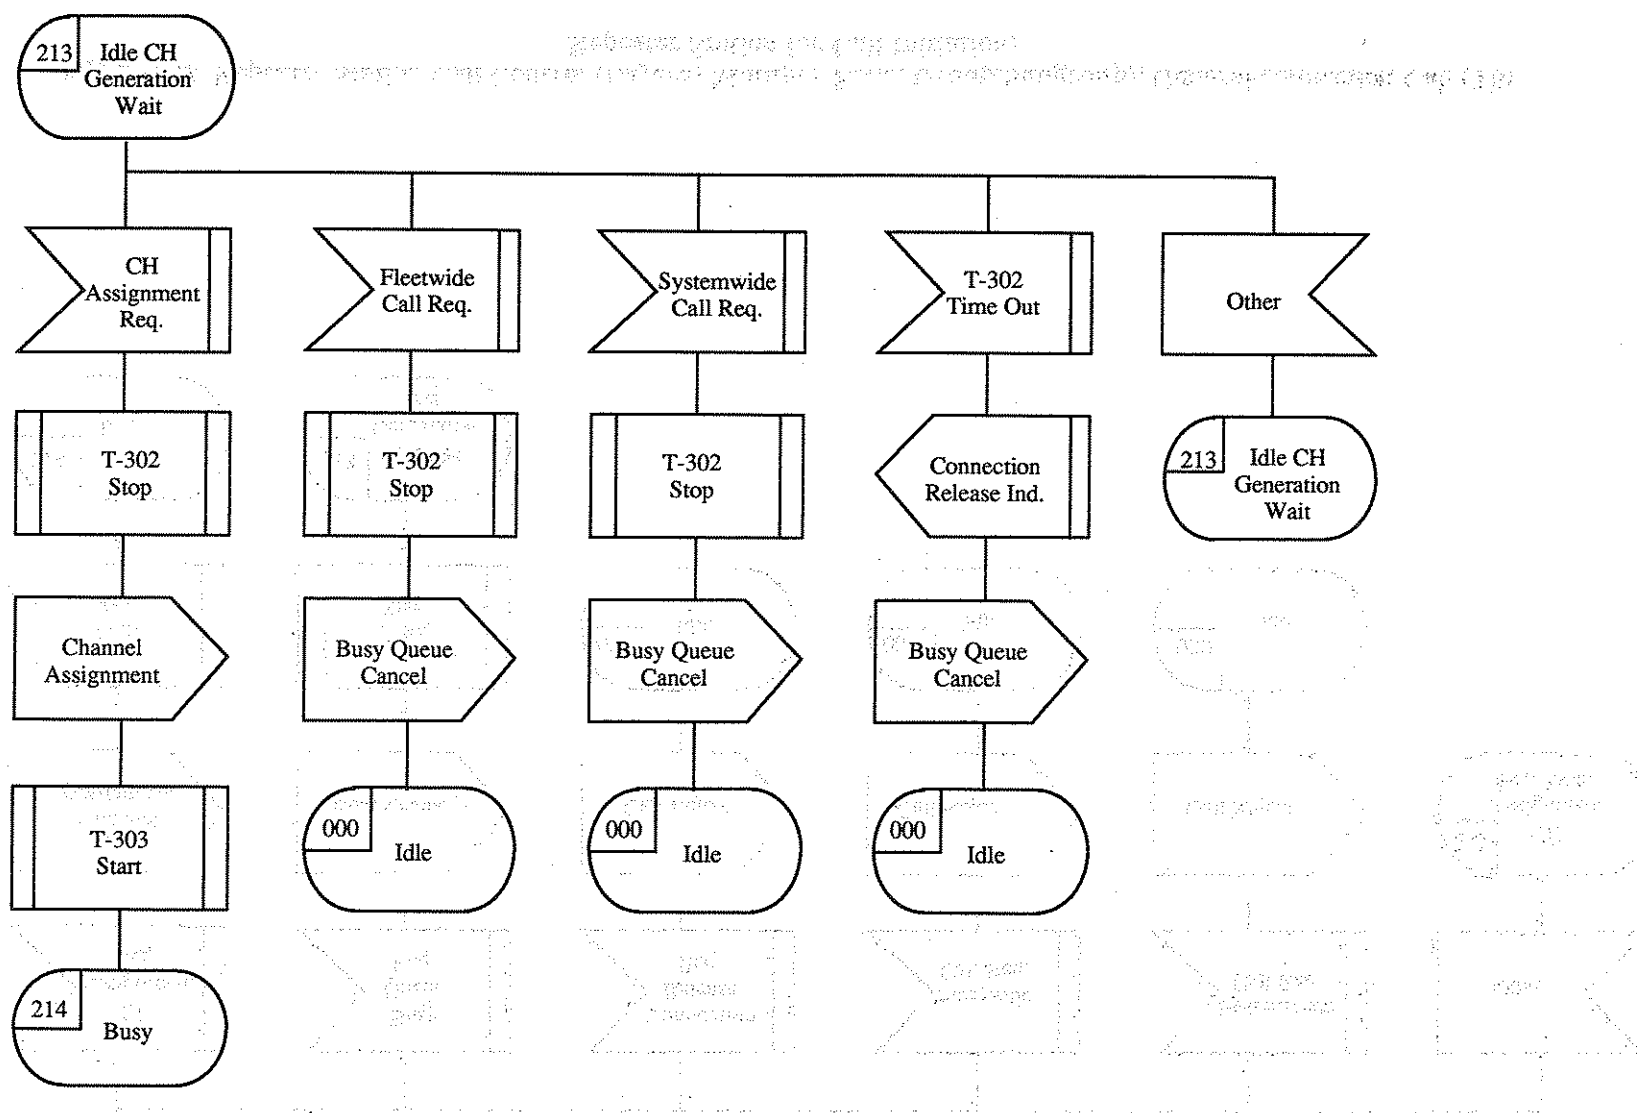 213
Idle CH
Generation
Wait
CH
Assignment
Req.
Fleetwide
Call Req.
Systemwide
Call Req.
T-302
Time Out
Other
T-302
Stop
T-302
Stop
T-302
Stop
Connection
Release Ind.
213
Idle CH
Generation
Wait
Channel
Assignment
Busy Queue
Cancel
Busy Queue
Cancel
Busy Queue
Cancel
T-303
Start
000
Idle
000
Idle
000
Idle
214
Busy